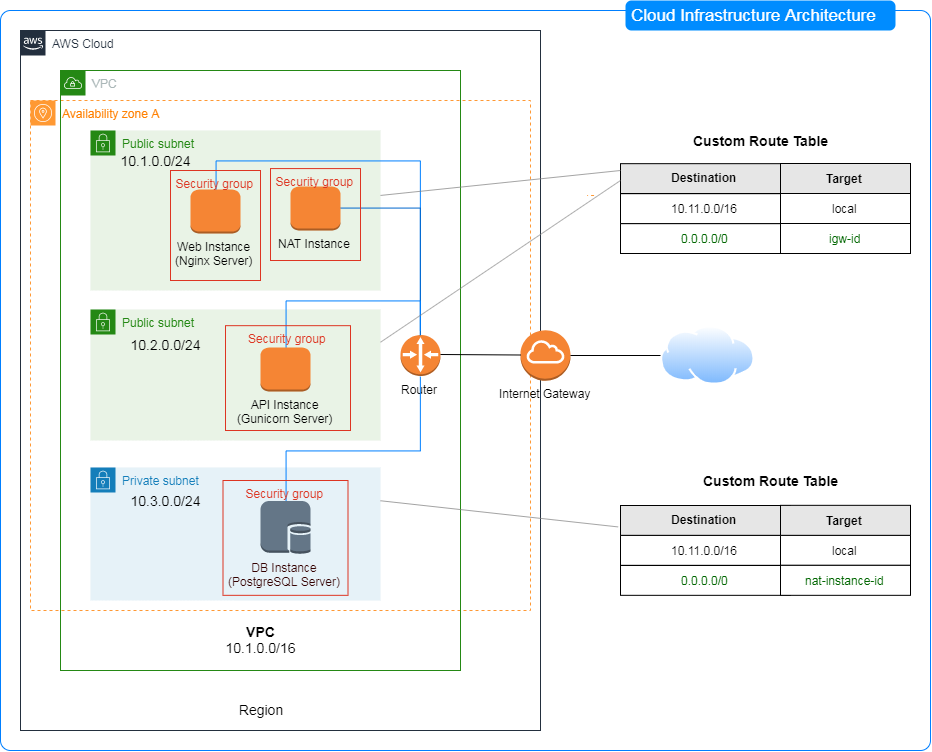 Cloud Infrastructure Architecture
aws
AWS Cloud
VPC
Availability zone A
Public subnet
10.1.0.0/24
Security group
Web Instance
(Nginx Server)
Security group
NAT Instance
Public subnet
10.2.0.0/24
Security group
API Instance
(Gunicorn Server)
Private subnet
10.3.0.0/24
Security group
DB Instance
(PostgreSQL Server)
VPC
10.1.0.0/16
Region
Router
Internet Gateway
Custom Route Table
Destination Target
10.11.0.0/16 local
0.0.0.0/0 igw-id
Custom Route Table
Destination Target
10.11.0.0/16 local
0.0.0.0/0 nat-instance-id